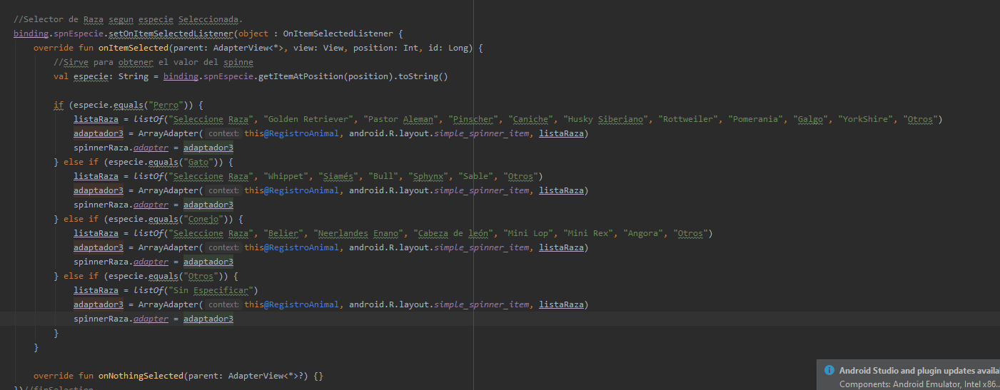 //Selector de Raza segun especie Seleccionada.
binding.spnEspecie.setOnItemSelectedListener(object : OnItemSelectedListener {
override fun onItemSelected(parent: AdapterView<*>, view: View, position: Int, id: Long) {
//Sirve para obtener el valor del spinne
val especie: String = binding.spnEspecie.getItemAtPosition(position).toString()
if (especie.equals("Perro")) {
listaRaza = listOf("Seleccione Raza", "Golden Retriever", "Pastor Aleman", "Pinscher", "Caniche", "Husky Siberiano", "Rottweiler", "Pomerania", "Galgo", "YorkShire", "Otros")
adaptador3 = ArrayAdapter( context: this@RegistroAnimal, android.R.layout.simple_spinner_item, listaRaza)
spinnerRaza.adapter = adaptador3
} else if (especie.equals("Gato")) {
listaRaza = listOf("Seleccione Raza", "Whippet", "Siamés", "Bull", "Sphynx", "Sable", "Otros")
adaptador3 = ArrayAdapter( context: this@RegistroAnimal, android.R.layout.simple_spinner_item, listaRaza)
spinnerRaza.adapter = adaptador3
} else if (especie.equals("Conejo")) {
listaRaza = listOf("Seleccione Raza", "Belier", "Neerlandes Enano", "Cabeza de león", "Mini Lop", "Mini Rex", "Angora", "Otros")
adaptador3 = ArrayAdapter( context: this@RegistroAnimal, android.R.layout.simple_spinner_item, listaRaza)
spinnerRaza.adapter = adaptador3
} else if (especie.equals("Otros")) {
listaRaza = listOf("Sin Especificar")
adaptador3 = ArrayAdapter( context: this@RegistroAnimal, android.R.layout.simple_spinner_item, listaRaza)
spinnerRaza.adapter = adaptador3
}
}
override fun onNothingSelected(parent: AdapterView<*>?) {}
})//finSelection
Android Studio and plugin updates availa
Components: Android Emulator, Intel x86..